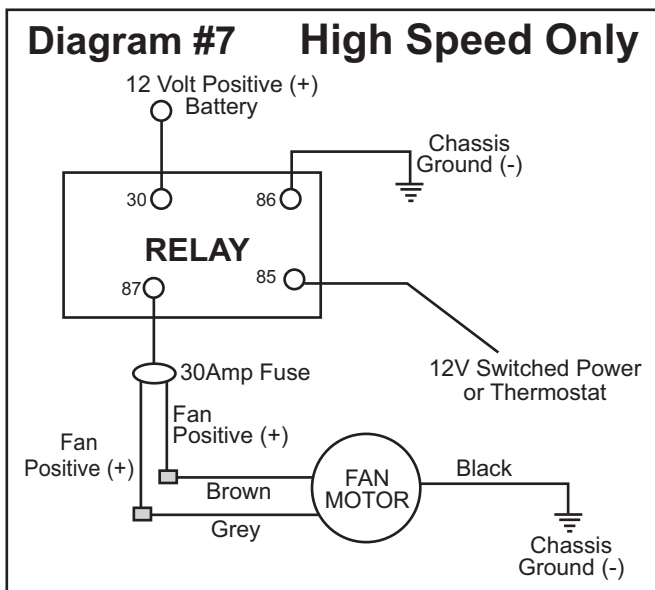 Diagram #7 High Speed Only
12 Volt Positive (+)
Battery
Chassis
Ground (-)
30
86
RELAY
87
85
30Amp Fuse
12V Switched Power
or Thermostat
Fan
Positive (+)
Fan
Positive (+)
Brown
Grey
FAN
MOTOR
Black
Chassis
Ground (-)